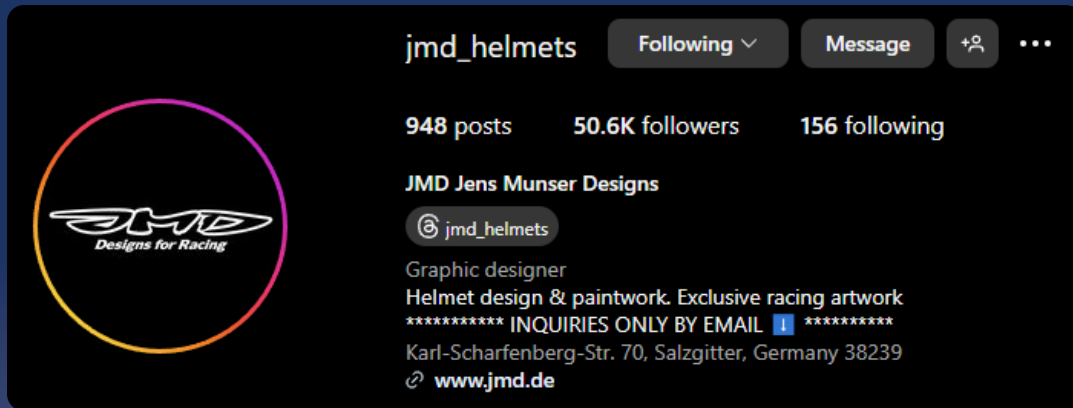 jmd_helmets Following Message
948 posts 50.6K followers 156 following
JMD Jens Munser Designs
jmd_helmets
JMD
Designs for Racing
Graphic designer
Helmet design & paintwork. Exclusive racing artwork
*********** INQUIRIES ONLY BY EMAIL ⬇️ **********
Karl-Scharfenberg-Str. 70, Salzgitter, Germany 38239
www.jmd.de